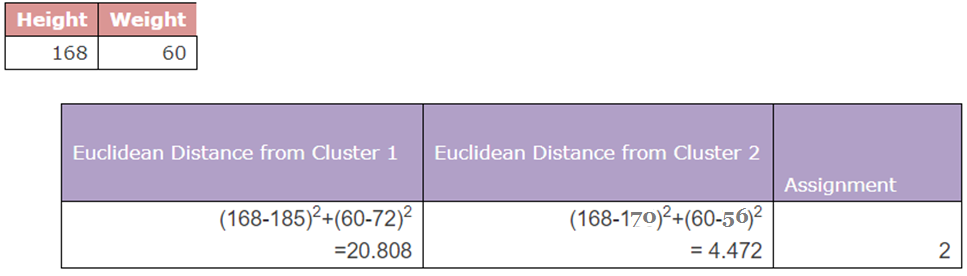 Height Weight
168 60
Euclidean Distance from Cluster 1 Euclidean Distance from Cluster 2 Assignment
(168-185)²+(60-72)² (168-170)²+(60-56)²
=20.808 = 4.472 2